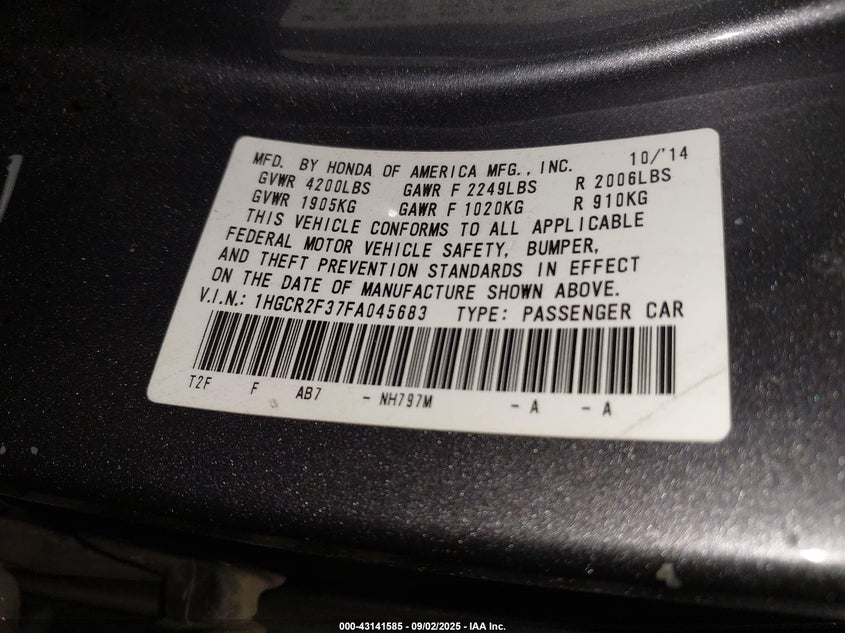 MFD. BY HONDA OF AMERICA MFG., INC. 10/'14
GVWR 4200LBS GAWR F 2249LBS R 2006LBS
GVWR 1905KG GAWR F 1020KG R 910KG
THIS VEHICLE CONFORMS TO ALL APPLICABLE
FEDERAL MOTOR VEHICLE SAFETY, BUMPER,
AND THEFT PREVENTION STANDARDS IN EFFECT
ON THE DATE OF MANUFACTURE SHOWN ABOVE.
V.I.N.: 1HGCR2F37FA045683 TYPE: PASSENGER CAR
T2F F AB7 - NH797M - A - A
000-43141585 - 09/02/2025 - IAA Inc.